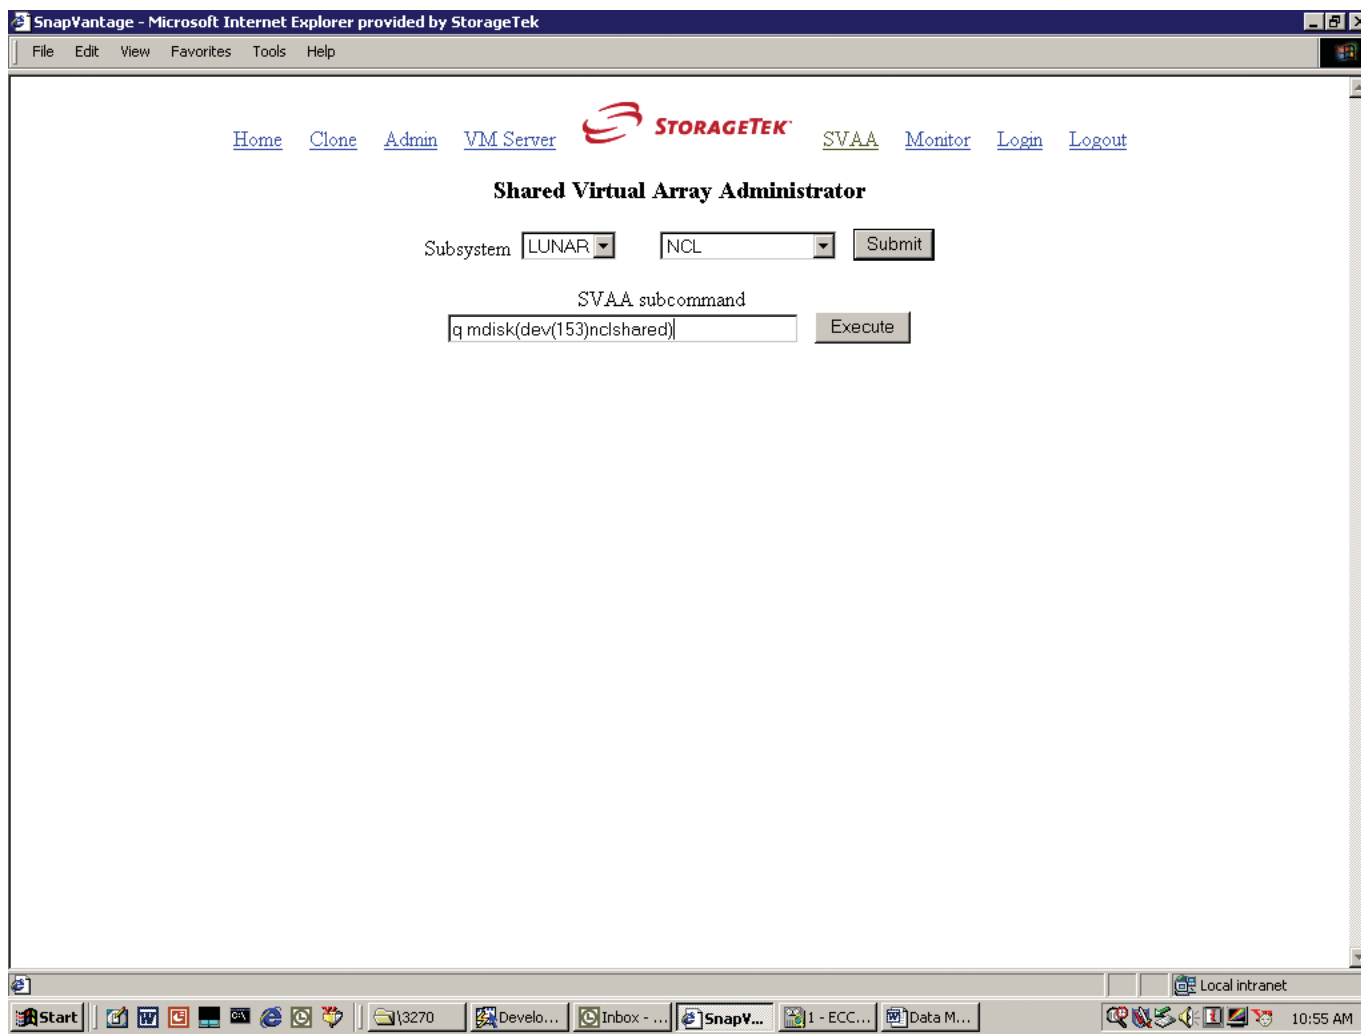 SnapVantage - Microsoft Internet Explorer provided by StorageTek
File Edit View Favorites Tools Help
Home Clone Admin VM Server STORAGETEK SVAA Monitor Login Logout
Shared Virtual Array Administrator
Subsystem LUNAR NCL Submit
SVAA subcommand
q mdisk(dev(153)nclshared) Execute
Local intranet
Start \3270 Develo... Inbox - ... SnapV... 1 - ECC... Data M... 10:55 AM